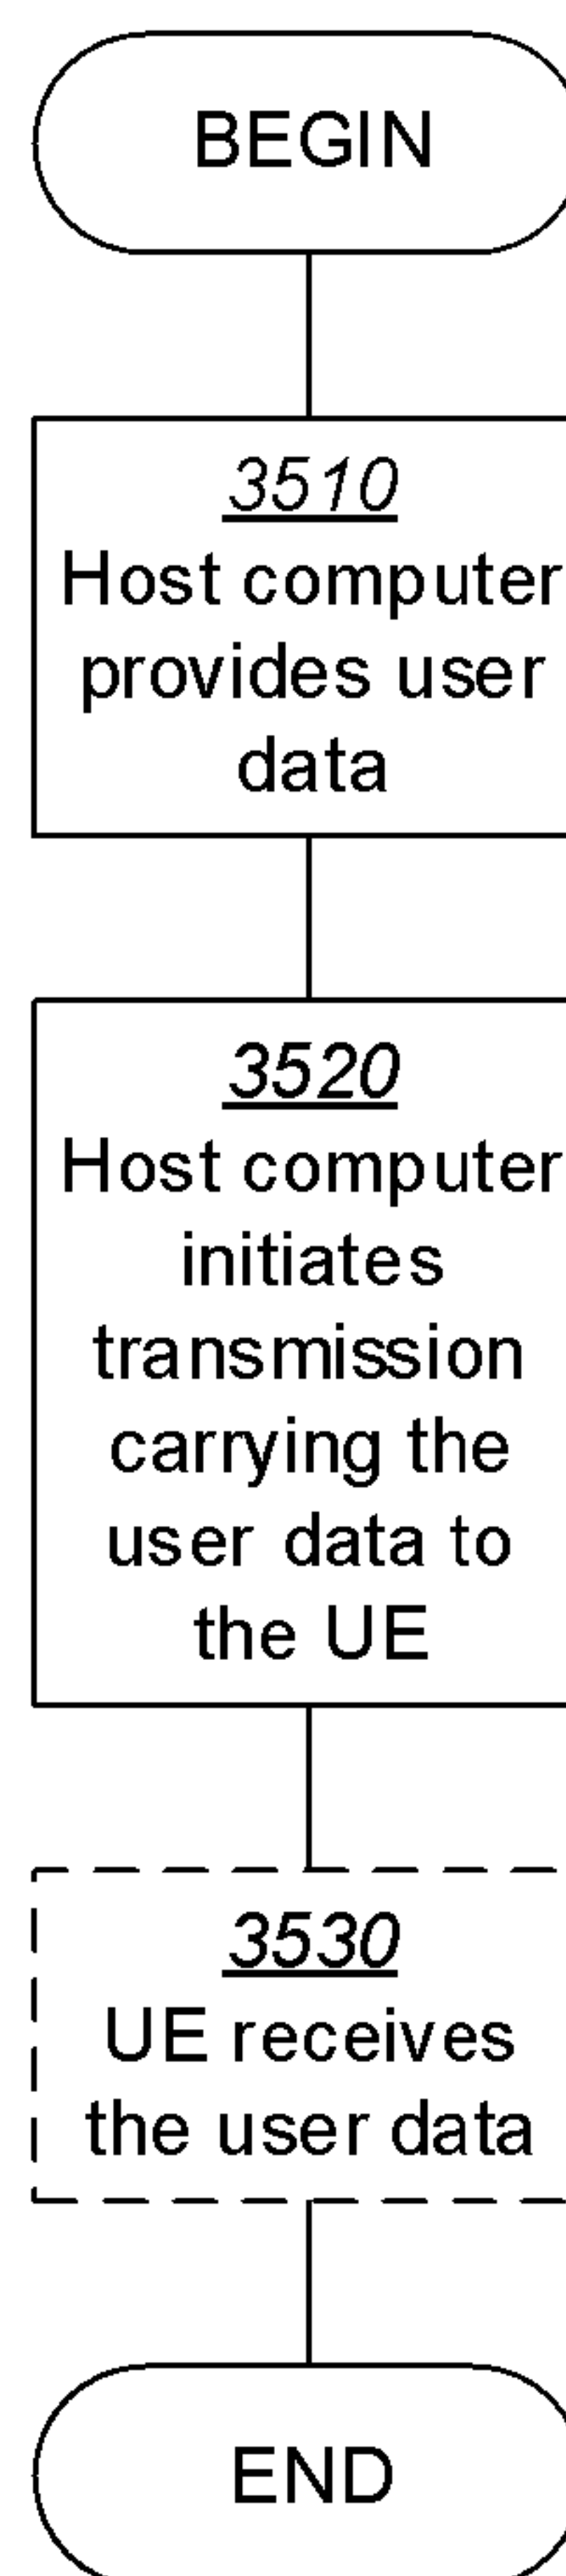 BEGIN
3510
Host computer
provides user
data
3520
Host computer
initiates
transmission
carrying the
user data to
the UE
3530
UE receives
the user data
END